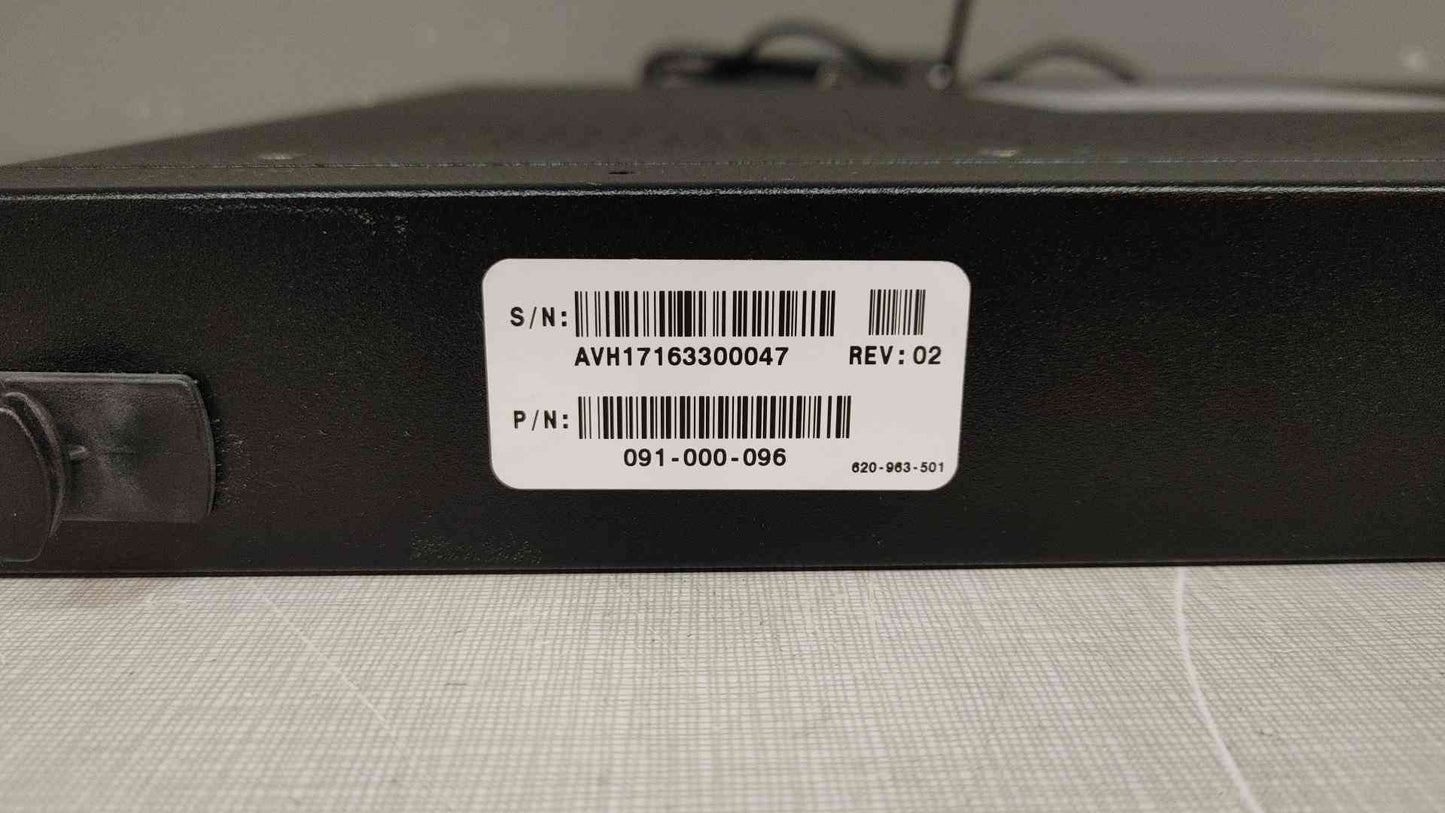 S/N:
AVH17163300047 REV:02
P/N:
091-000-096
620-963-501